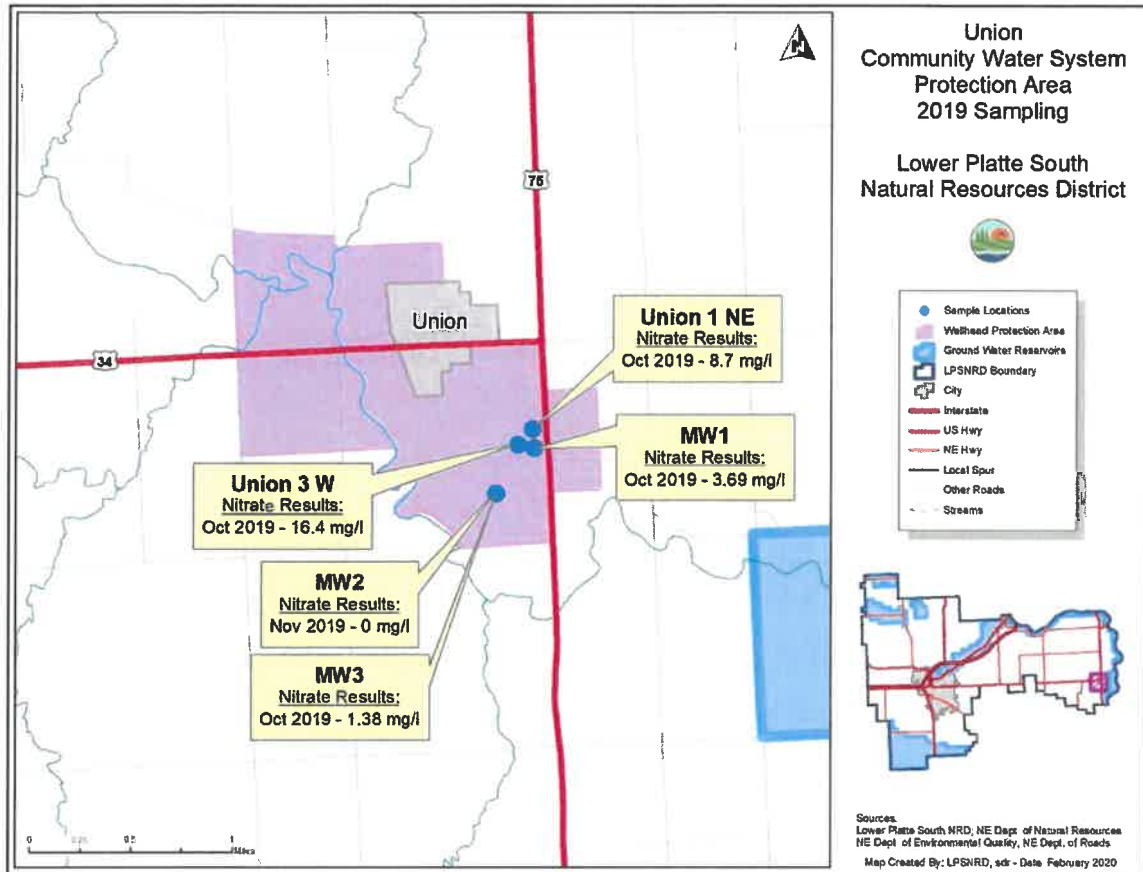 Union
Community Water System
Protection Area
2019 Sampling
Lower Platte South
Natural Resources District
N
75
34
Union
Union 1 NE
Nitrate Results:
Oct 2019 - 8.7 mg/l
MW1
Nitrate Results:
Oct 2019 - 3.69 mg/l
Union 3 W
Nitrate Results:
Oct 2019 - 16.4 mg/l
MW2
Nitrate Results:
Nov 2019 - 0 mg/l
MW3
Nitrate Results:
Oct 2019 - 1.38 mg/l
Sample Locations
Wellhead Protection Area
Ground Water Reservoirs
LPSNRD Boundary
City
Interstate
US Hwy
NE Hwy
Local Spur
Other Roads
Streams
0 0.5 1
Miles
Sources
Lower Platte South NRD; NE Dept of Natural Resources
NE Dept of Environmental Quality, NE Dept. of Roads
Map Created By: LPSNRD, sdr - Date February 2020